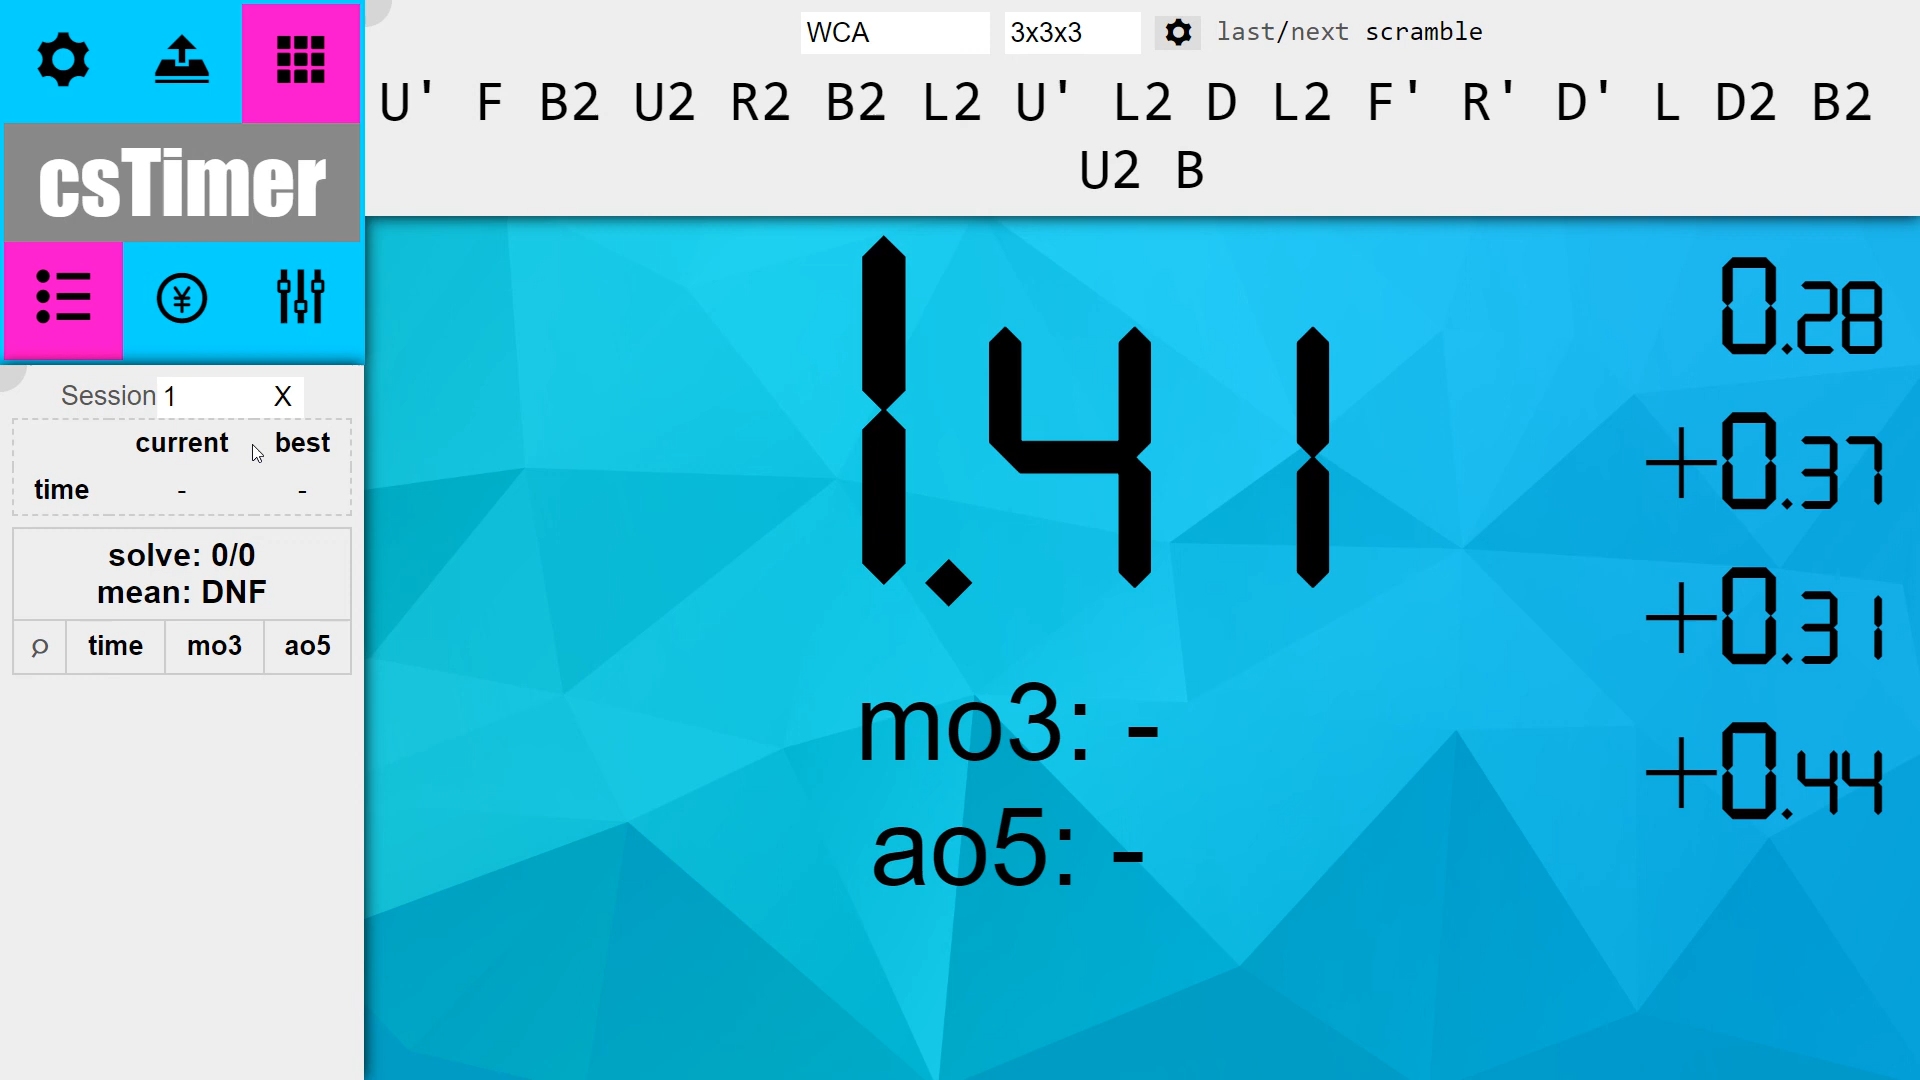 WCA 3x3x3 last/next scramble
U' F B2 U2 R2 B2 L2 U' L2 D L2 F' R' D' L D2 B2
U2 B
csTimer
Session 1 X
current best
time - -
solve: 0/0
mean: DNF
time mo3 ao5
1.41
mo3: -
ao5: -
0.28
+0.37
+0.31
+0.44